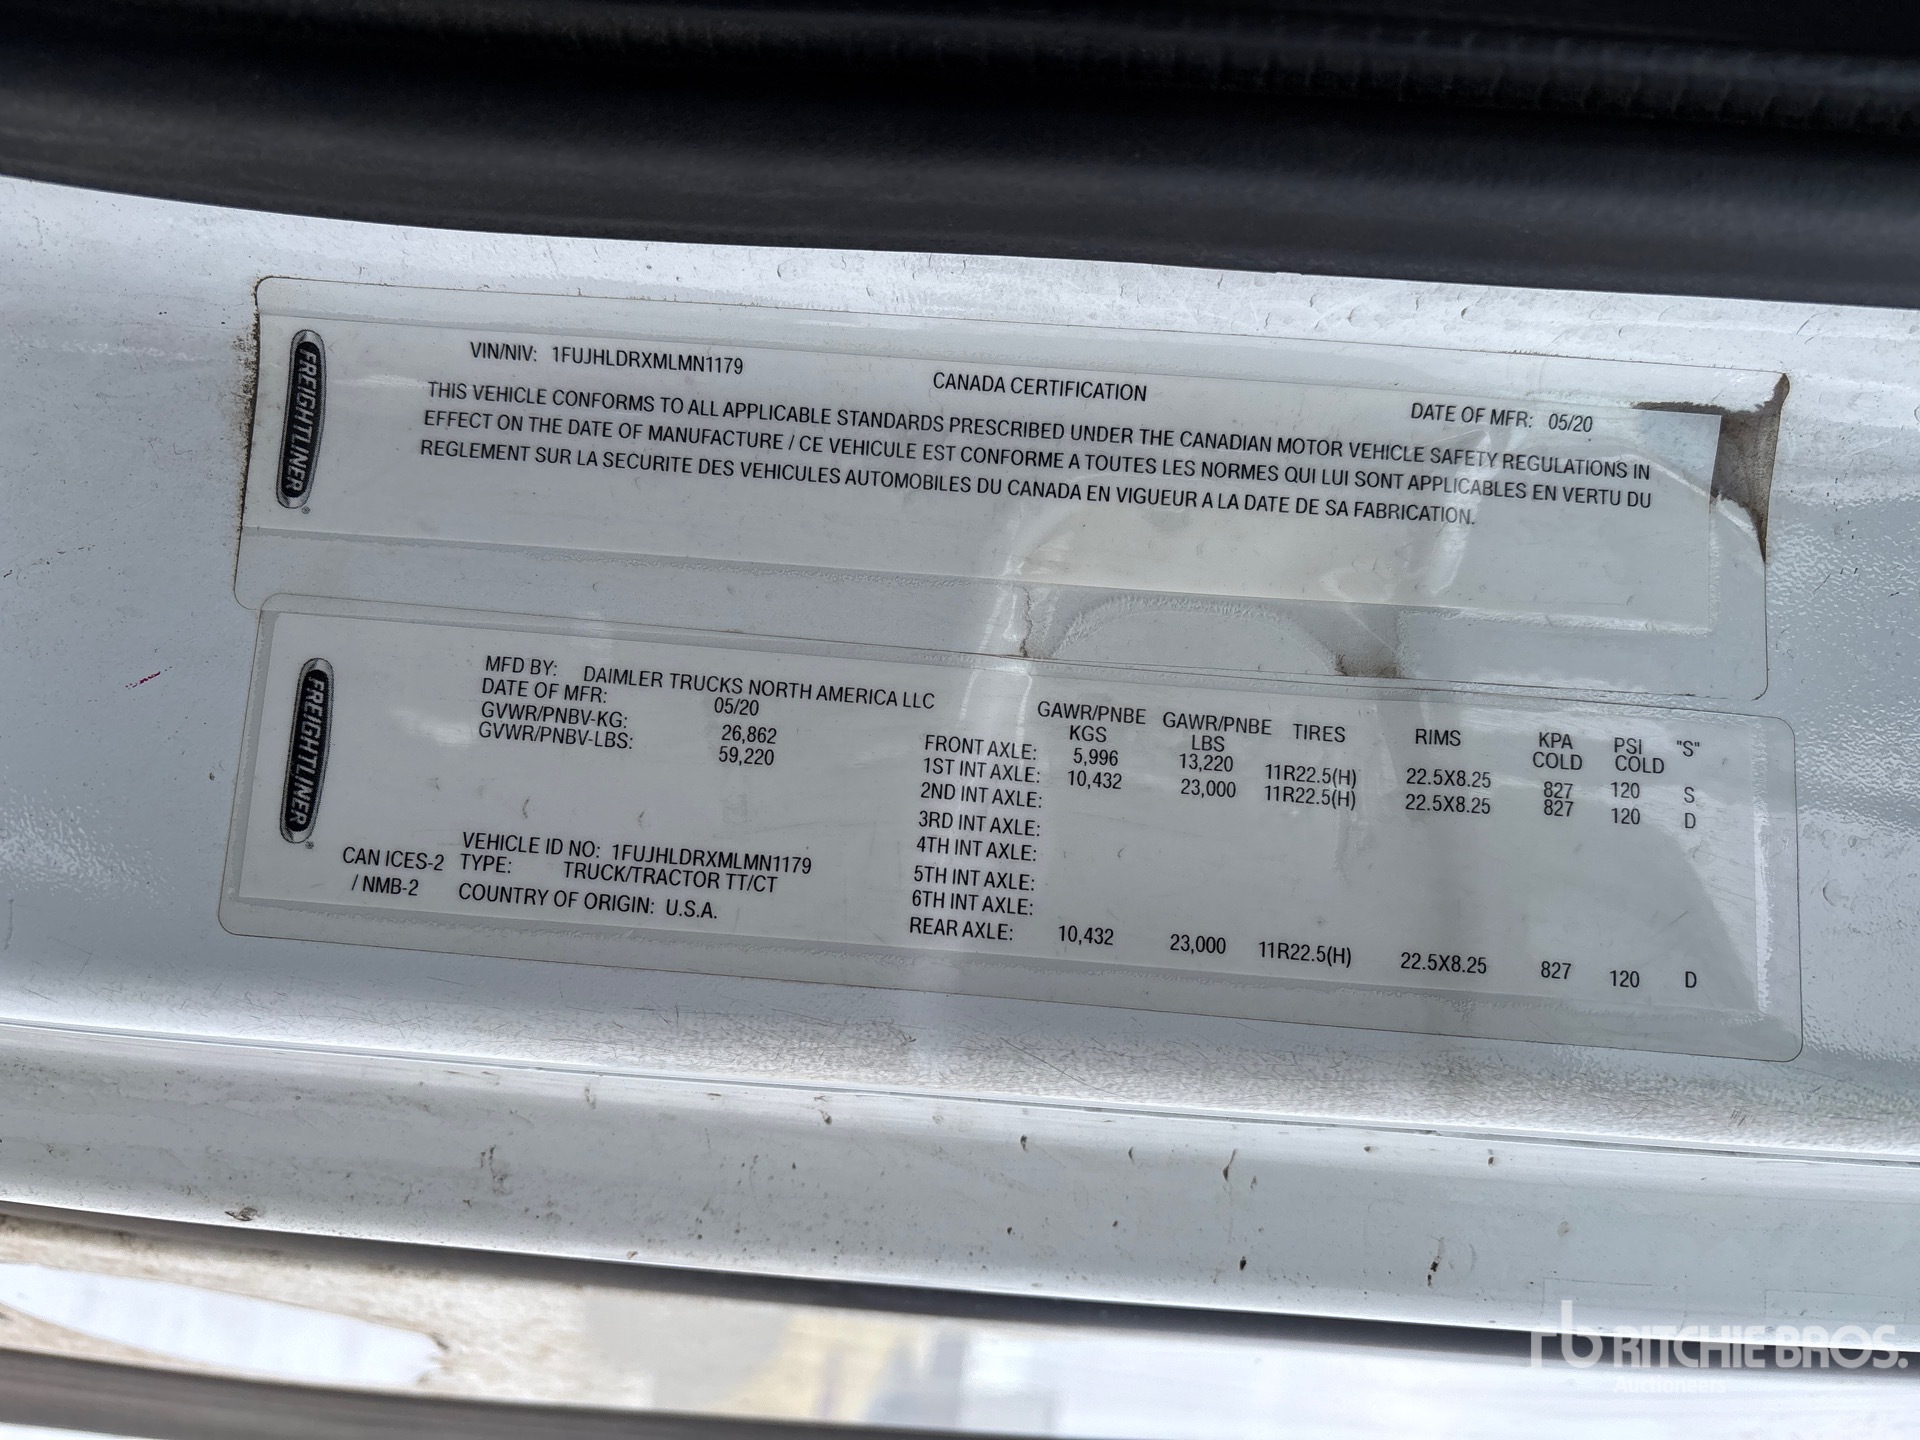 FREIGHTLINER®
VIN/NIV: 1FUJHLDRXMLMN1179
CANADA CERTIFICATION
DATE OF MFR: 05/20
THIS VEHICLE CONFORMS TO ALL APPLICABLE STANDARDS PRESCRIBED UNDER THE CANADIAN MOTOR VEHICLE SAFETY REGULATIONS IN
EFFECT ON THE DATE OF MANUFACTURE / CE VEHICULE EST CONFORME A TOUTES LES NORMES QUI LUI SONT APPLICABLES EN VERTU DU
REGLEMENT SUR LA SECURITE DES VEHICULES AUTOMOBILES DU CANADA EN VIGUEUR A LA DATE DE SA FABRICATION.
FREIGHTLINER®
MFD BY: DAIMLER TRUCKS NORTH AMERICA LLC
DATE OF MFR: 05/20
GVWR/PNBV-KG: 26,862
GVWR/PNBV-LBS: 59,220
VEHICLE ID NO: 1FUJHLDRXMLMN1179
CAN ICES-2 TYPE: TRUCK/TRACTOR TT/CT
/ NMB-2 COUNTRY OF ORIGIN: U.S.A.
GAWR/PNBE GAWR/PNBE TIRES RIMS KPA PSI "S"
KGS LBS COLD COLD
FRONT AXLE: 5,996 13,220 11R22.5(H) 22.5X8.25 827 120 S
1ST INT AXLE: 10,432 23,000 11R22.5(H) 22.5X8.25 827 120 D
2ND INT AXLE:
3RD INT AXLE:
4TH INT AXLE:
5TH INT AXLE:
6TH INT AXLE:
REAR AXLE: 10,432 23,000 11R22.5(H) 22.5X8.25 827 120 D
rb RITCHIE BROS.
Auctioneers